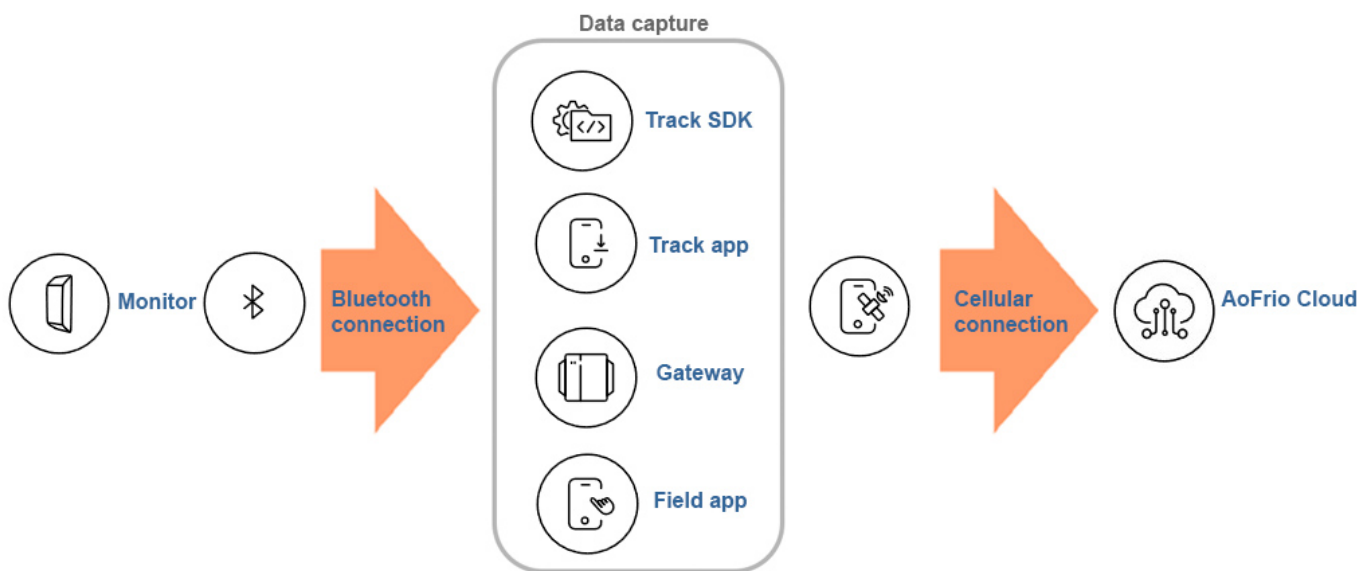 Data capture
Track SDK
Track app
Monitor
Bluetooth
connection
Cellular
connection
AoFrio Cloud
Gateway
Field app